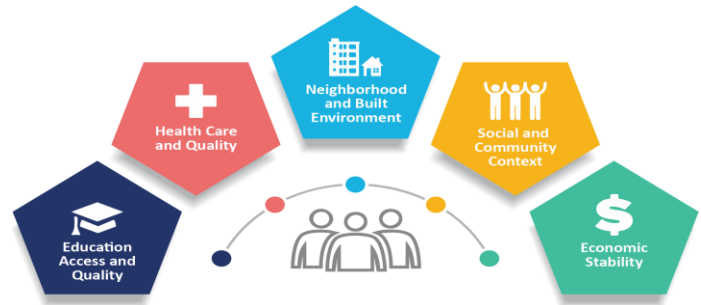 Neighborhood
and Built
Environment
Health Care
and Quality
Social and
Community
Context
Education
Access and
Quality
Economic
Stability